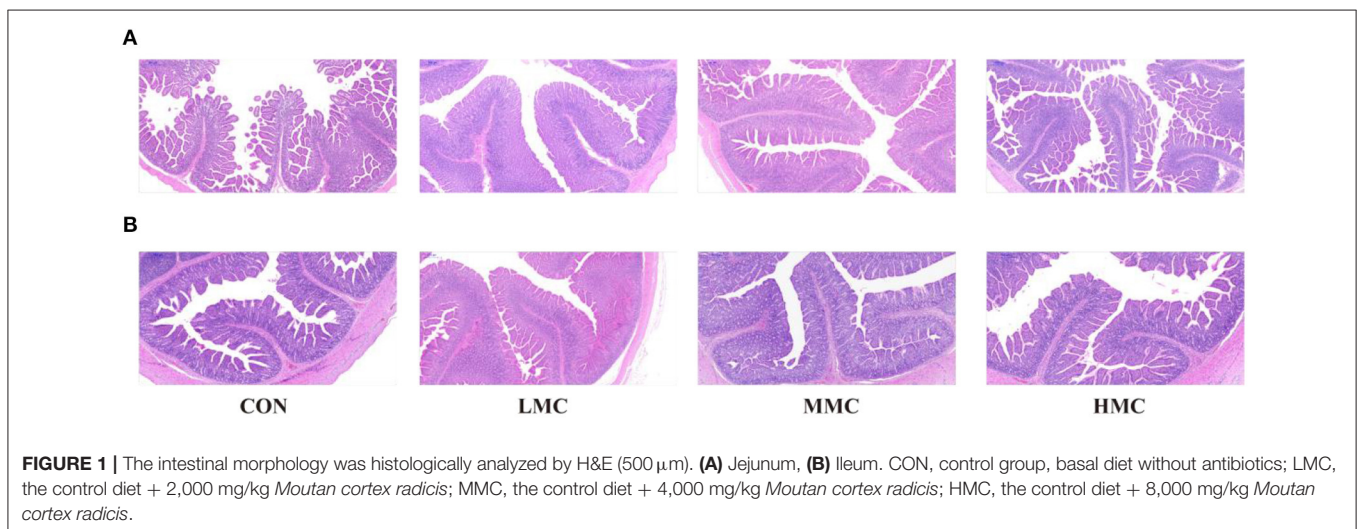 A
B
CON LMC MMC HMC
FIGURE 1 | The intestinal morphology was histologically analyzed by H&E (500 μm). (A) Jejunum, (B) Ileum. CON, control group, basal diet without antibiotics; LMC,
the control diet + 2,000 mg/kg Moutan cortex radicis; MMC, the control diet + 4,000 mg/kg Moutan cortex radicis; HMC, the control diet + 8,000 mg/kg Moutan
cortex radicis.